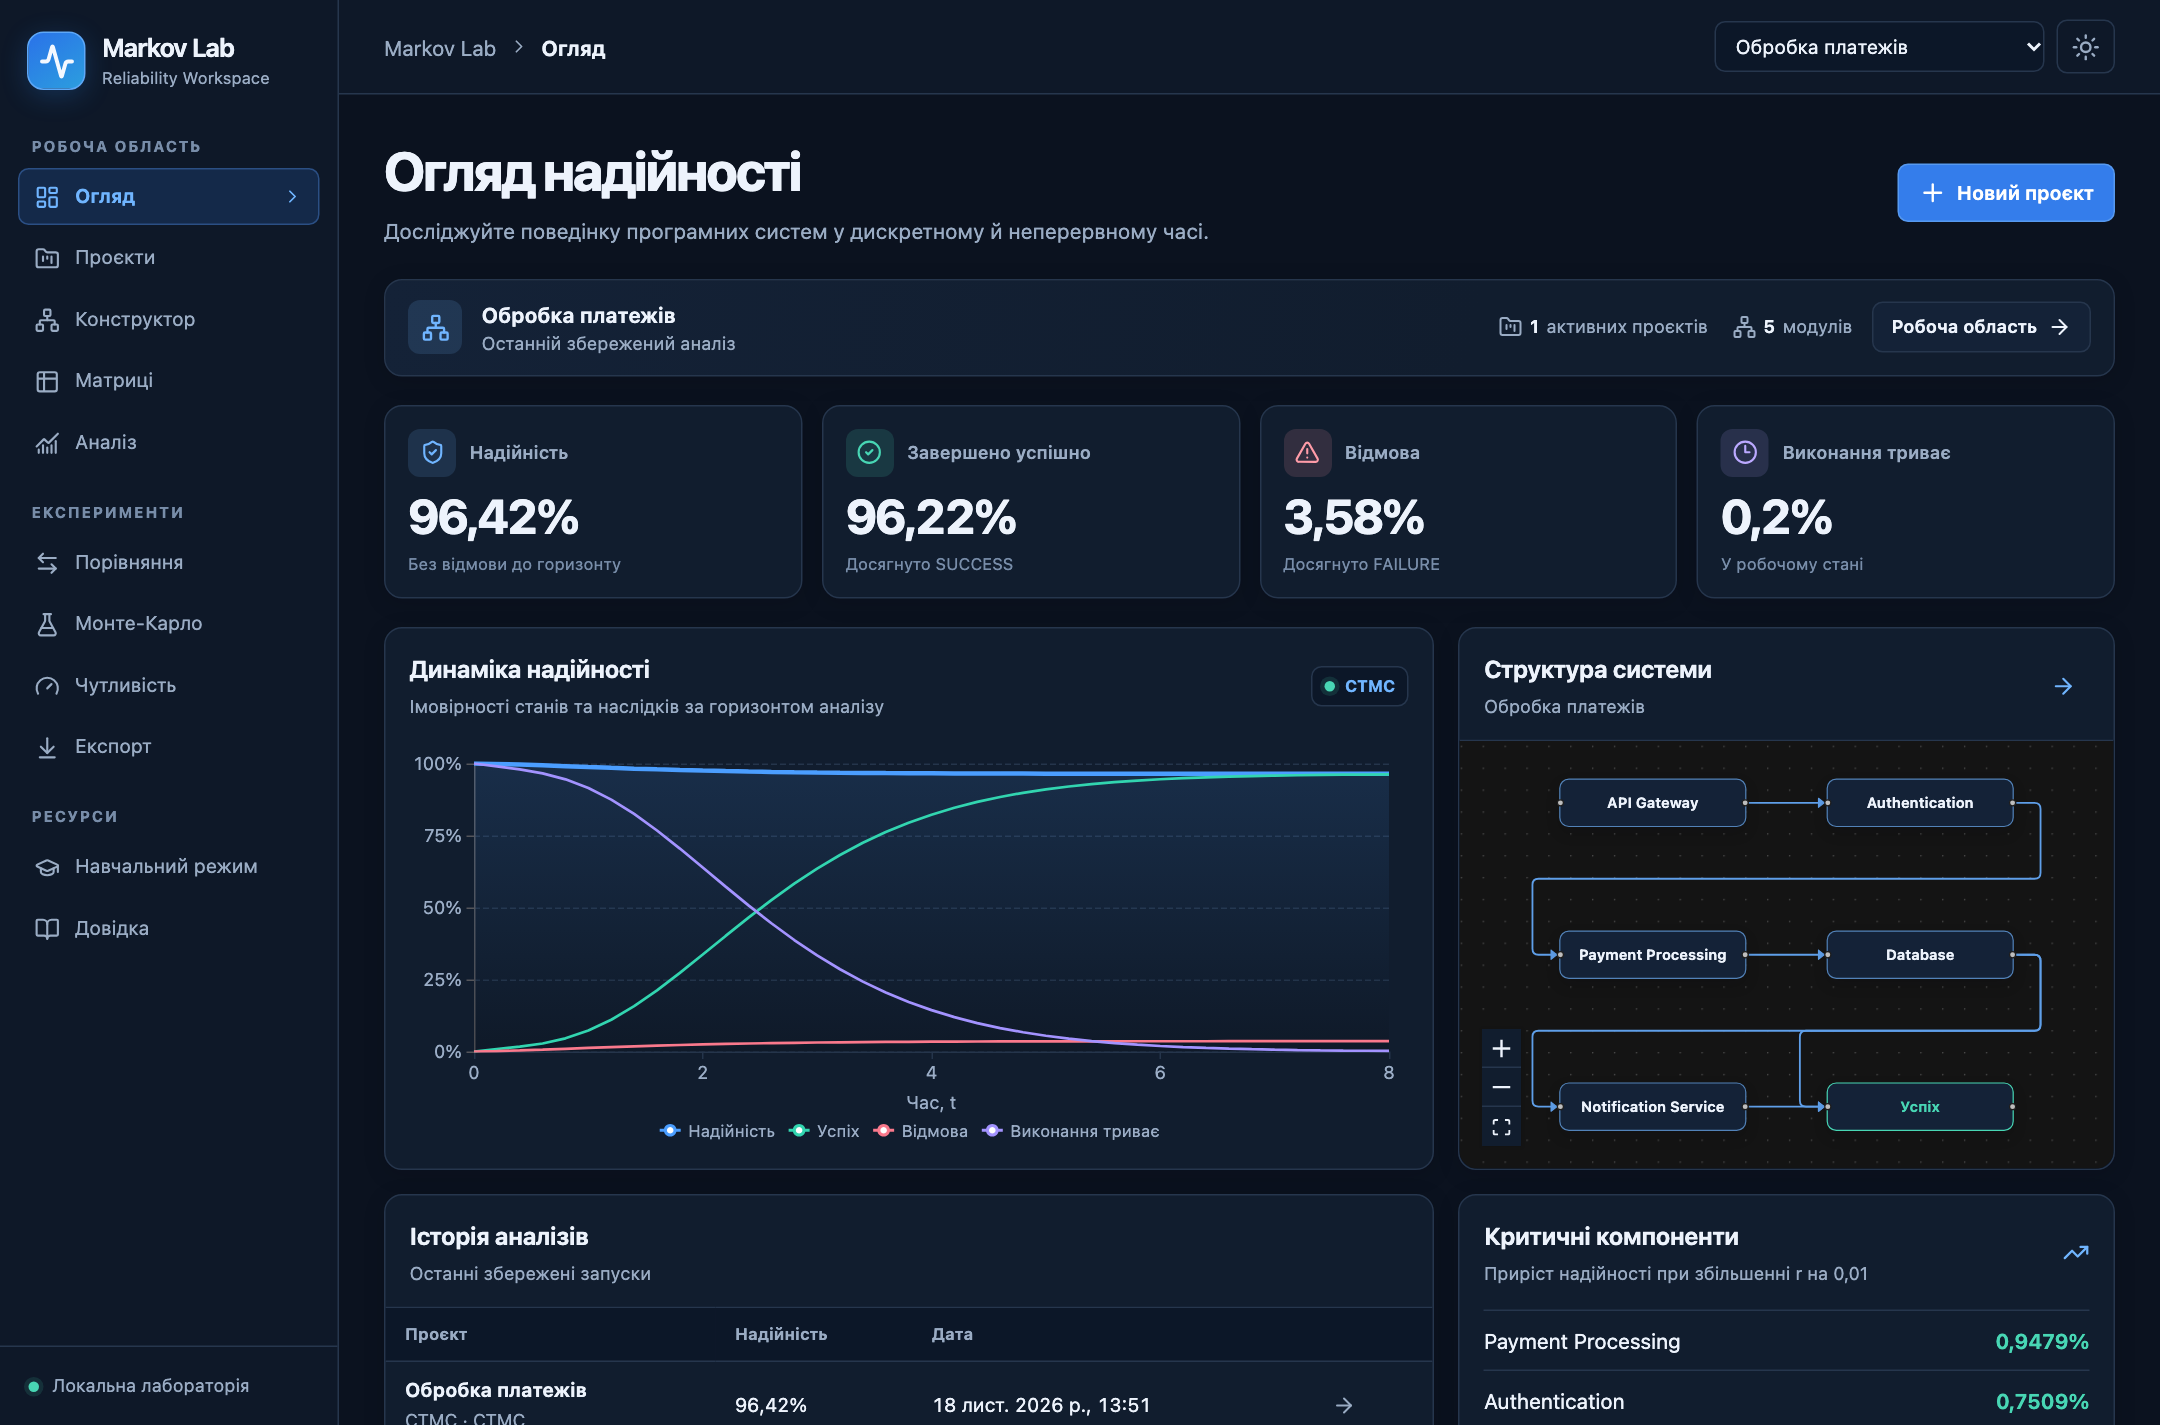 Markov Lab
Reliability Workspace
РОБОЧА ОБЛАСТЬ
Огляд
Проєкти
Конструктор
Матриці
Аналіз
ЕКСПЕРИМЕНТИ
Порівняння
Монте-Карло
Чутливість
Експорт
РЕСУРСИ
Навчальний режим
Довідка
Локальна лабораторія
Markov Lab > Огляд
Обробка платежів
Огляд надійності
Досліджуйте поведінку програмних систем у дискретному й неперервному часі.
+ Новий проєкт
Обробка платежів
Останній збережений аналіз
1 активних проєктів
5 модулів
Робоча область →
Надійність
96,42%
Без відмови до горизонту
Завершено успішно
96,22%
Досягнуто SUCCESS
Відмова
3,58%
Досягнуто FAILURE
Виконання триває
0,2%
У робочому стані
Динаміка надійності
Імовірності станів та наслідків за горизонтом аналізу
CTMC
100%
75%
50%
25%
0%
0 2 4 6 8
Час, t
Надійність Успіх Відмова Виконання триває
Структура системи
Обробка платежів
API Gateway
Authentication
Payment Processing
Database
Notification Service
Успіх
Історія аналізів
Останні збережені запуски
Проєкт Надійність Дата
Обробка платежів
96,42% 18 лист. 2026 р., 13:51
CTMC · CTMC
Критичні компоненти
Приріст надійності при збільшенні r на 0,01
Payment Processing 0,9479%
Authentication 0,7509%